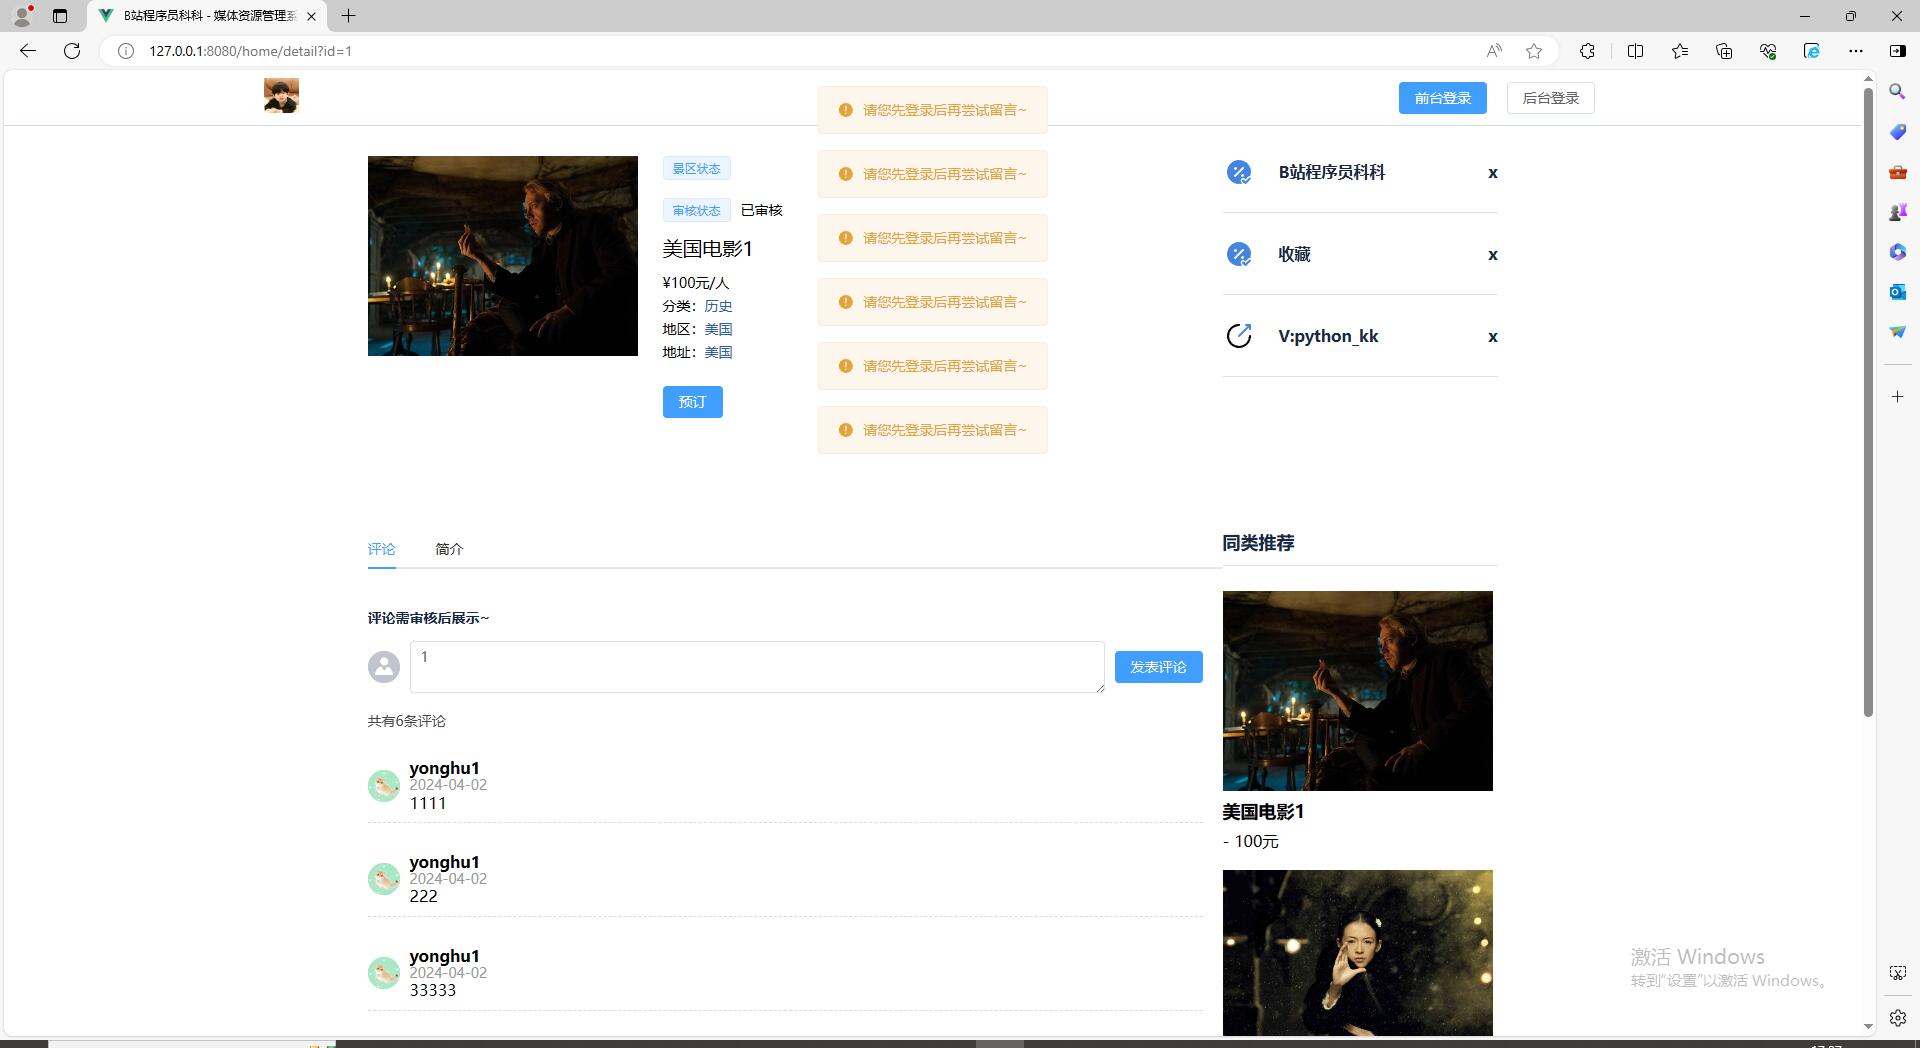 B站程序员科科 - 媒体资源管理系
127.0.0.1:8080/home/detail?id=1
前台登录
后台登录
请您先登录后再尝试留言~
请您先登录后再尝试留言~
请您先登录后再尝试留言~
请您先登录后再尝试留言~
请您先登录后再尝试留言~
请您先登录后再尝试留言~
景区状态
审核状态 已审核
美国电影1
¥100元/人
分类：历史
地区：美国
地址：美国
预订
B站程序员科科 x
收藏 x
V:python_kk x
评论 简介
评论需审核后展示~
1
发表评论
共有6条评论
yonghu1
2024-04-02
1111
yonghu1
2024-04-02
222
yonghu1
2024-04-02
33333
同类推荐
美国电影1
- 100元
激活 Windows
转到“设置”以激活 Windows。